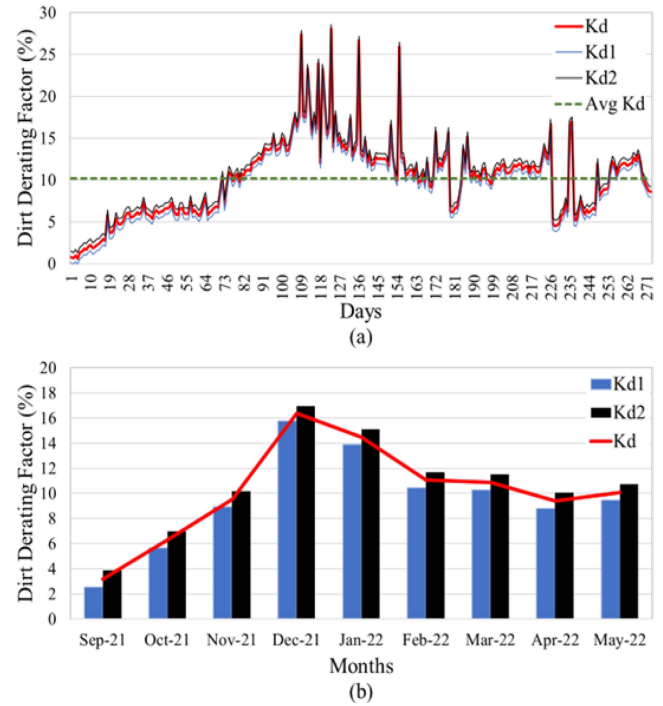 30
25
20
15
10
5
0
Dirt Derating Factor (%)
Kd
Kd1
Kd2
Avg Kd
1 10 19 28 37 46 55 64 73 82 91 100 109 118 127 136 145 154 163 172 181 190 199 208 217 226 235 244 253 262 271
Days
(a)
20
18
16
14
12
10
8
6
4
2
0
Dirt Derating Factor (%)
Kd1
Kd2
Kd
Sep-21 Oct-21 Nov-21 Dec-21 Jan-22 Feb-22 Mar-22 Apr-22 May-22
Months
(b)